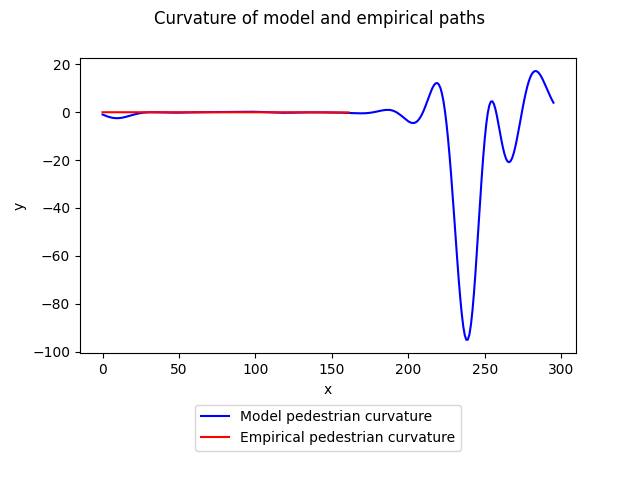 Curvature of model and empirical paths
20
0
−20
−40
−60
−80
−100
y
0 50 100 150 200 250 300
x
Model pedestrian curvature
Empirical pedestrian curvature